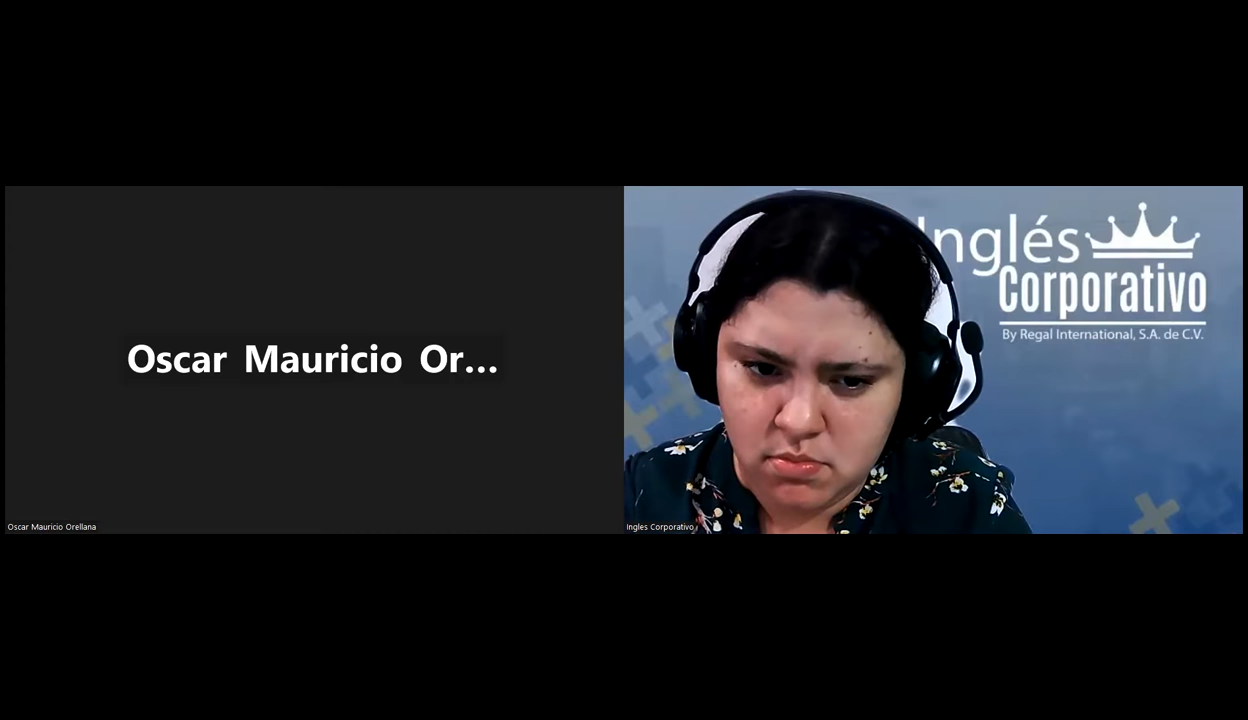 Oscar Mauricio Or...
Oscar Mauricio Orellana
Inglés
Corporativo
By Regal International, S.A. de C.V.
Ingles Corporativo